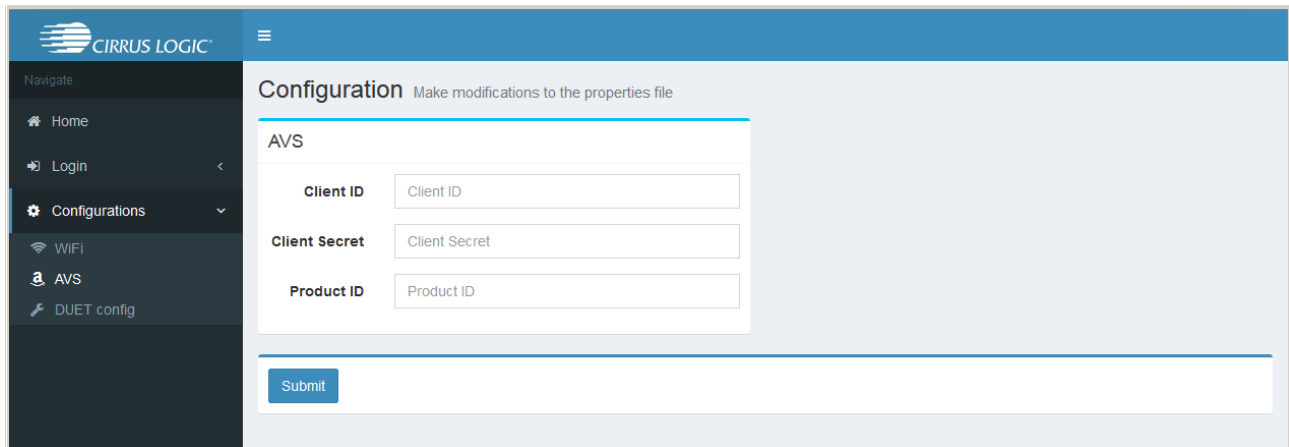 CIRRUS LOGIC®
Navigate
Home
Login
Configurations
WiFi
AVS
DUET config
Configuration Make modifications to the properties file
AVS
Client ID Client ID
Client Secret Client Secret
Product ID Product ID
Submit